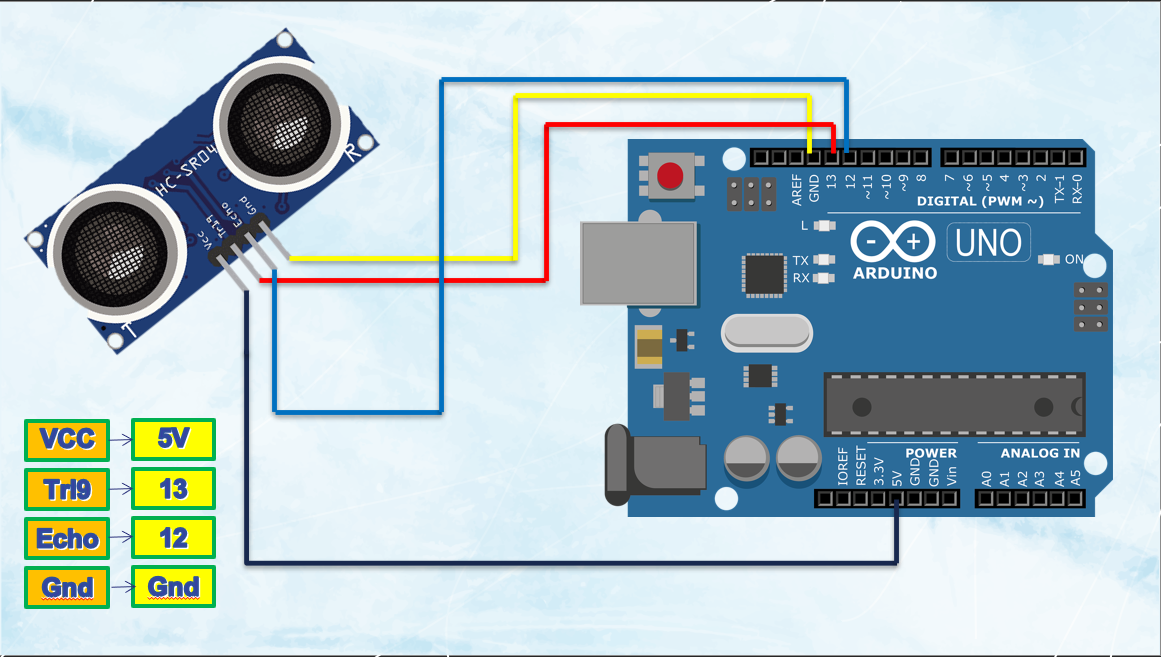 HC-SR04
R
T
Vcc
Trig
Echo
Gnd
AREF
GND
13
12
~11
~10
~9
8
7
~6
~5
4
~3
2
TX-1
RX-0
DIGITAL (PWM ~)
L
TX
RX
UNO
ARDUINO
ON
POWER
ANALOG IN
IOREF
RESET
3.3V
5V
GND
GND
Vin
A0
A1
A2
A3
A4
A5
VCC 5V
TrI9 13
Echo 12
Gnd Gnd